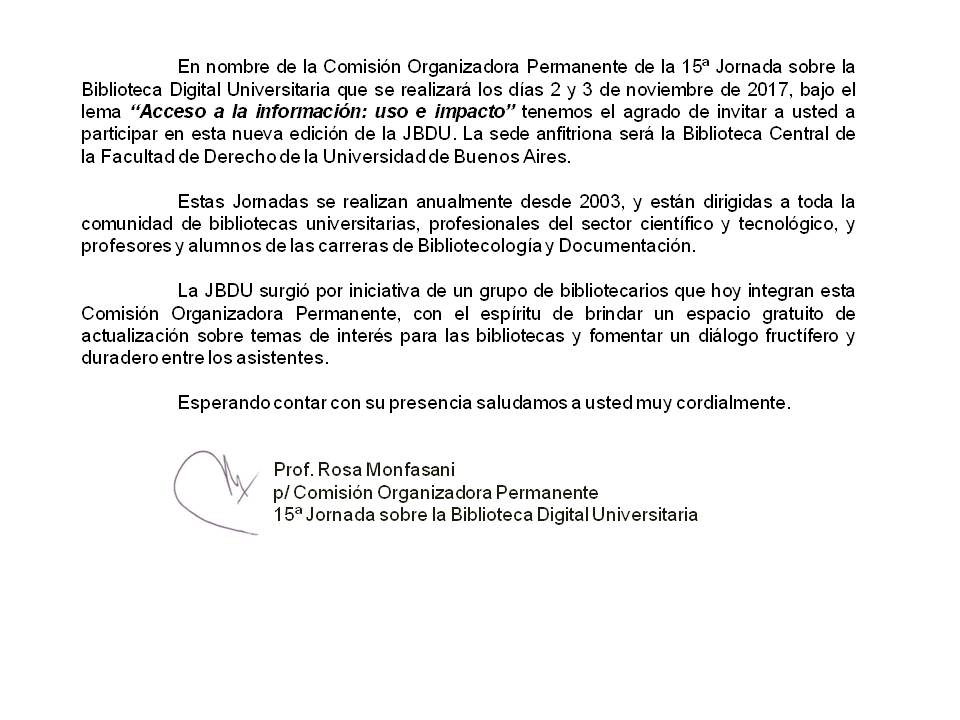 En nombre de la Comisión Organizadora Permanente de la 15ª Jornada sobre la
Biblioteca Digital Universitaria que se realizará los días 2 y 3 de noviembre de 2017, bajo el
lema “Acceso a la información: uso e impacto” tenemos el agrado de invitar a usted a
participar en esta nueva edición de la JBDU. La sede anfitriona será la Biblioteca Central de
la Facultad de Derecho de la Universidad de Buenos Aires.
Estas Jornadas se realizan anualmente desde 2003, y están dirigidas a toda la
comunidad de bibliotecas universitarias, profesionales del sector científico y tecnológico, y
profesores y alumnos de las carreras de Bibliotecología y Documentación.
La JBDU surgió por iniciativa de un grupo de bibliotecarios que hoy integran esta
Comisión Organizadora Permanente, con el espíritu de brindar un espacio gratuito de
actualización sobre temas de interés para las bibliotecas y fomentar un diálogo fructífero y
duradero entre los asistentes.
Esperando contar con su presencia saludamos a usted muy cordialmente.
Prof. Rosa Monfasani
p/ Comisión Organizadora Permanente
15ª Jornada sobre la Biblioteca Digital Universitaria